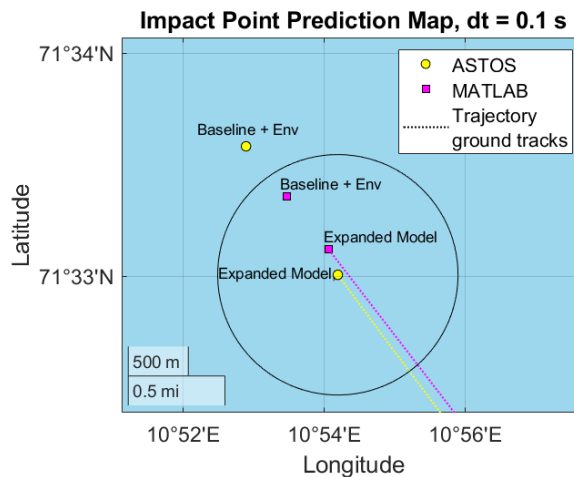 Impact Point Prediction Map, dt = 0.1 s
71°34'N
ASTOS
MATLAB
Trajectory
ground tracks
Baseline + Env
Baseline + Env
Expanded Model
Expanded Model
71°33'N
Latitude
500 m
0.5 mi
10°52'E
10°54'E
10°56'E
Longitude